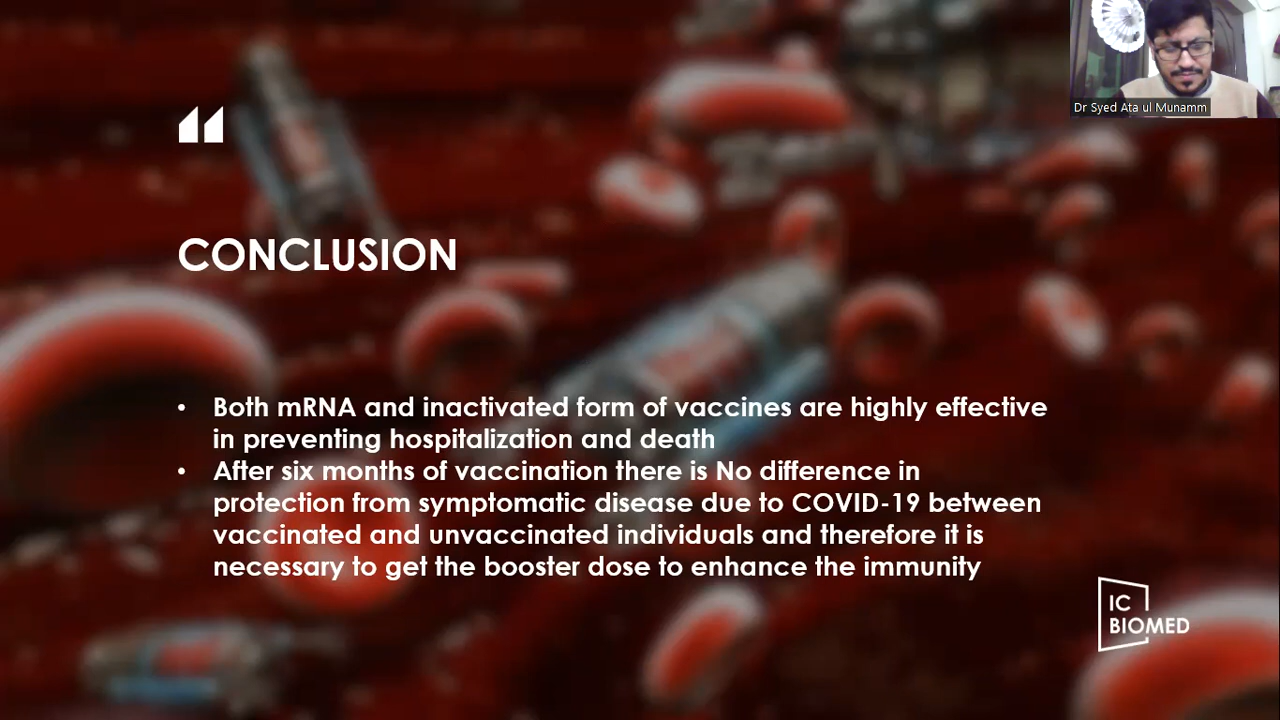 Dr Syed Ata ul Munamm
“
CONCLUSION
• Both mRNA and inactivated form of vaccines are highly effective
in preventing hospitalization and death
• After six months of vaccination there is No difference in
protection from symptomatic disease due to COVID-19 between
vaccinated and unvaccinated individuals and therefore it is
necessary to get the booster dose to enhance the immunity
IC
BIOMED